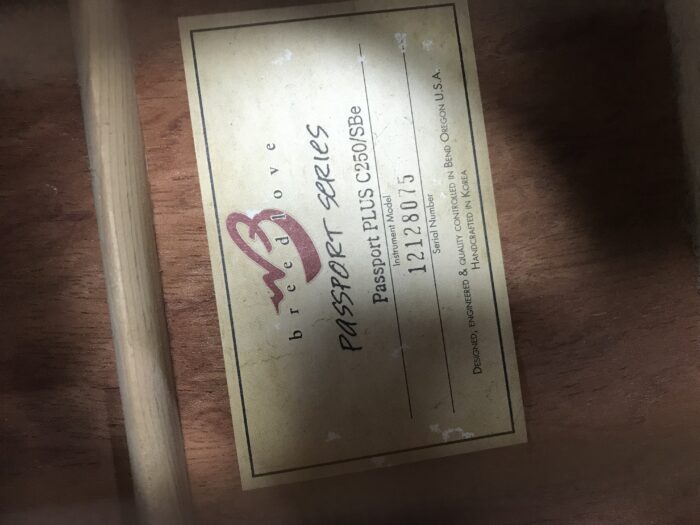 breedlove
PASSPORT SERIES
Passport PLUS C250/SBe
Instrument Model
12128075
Serial Number
Designed, engineered & quality controlled in Bend Oregon U.S.A.
Handcrafted in Korea